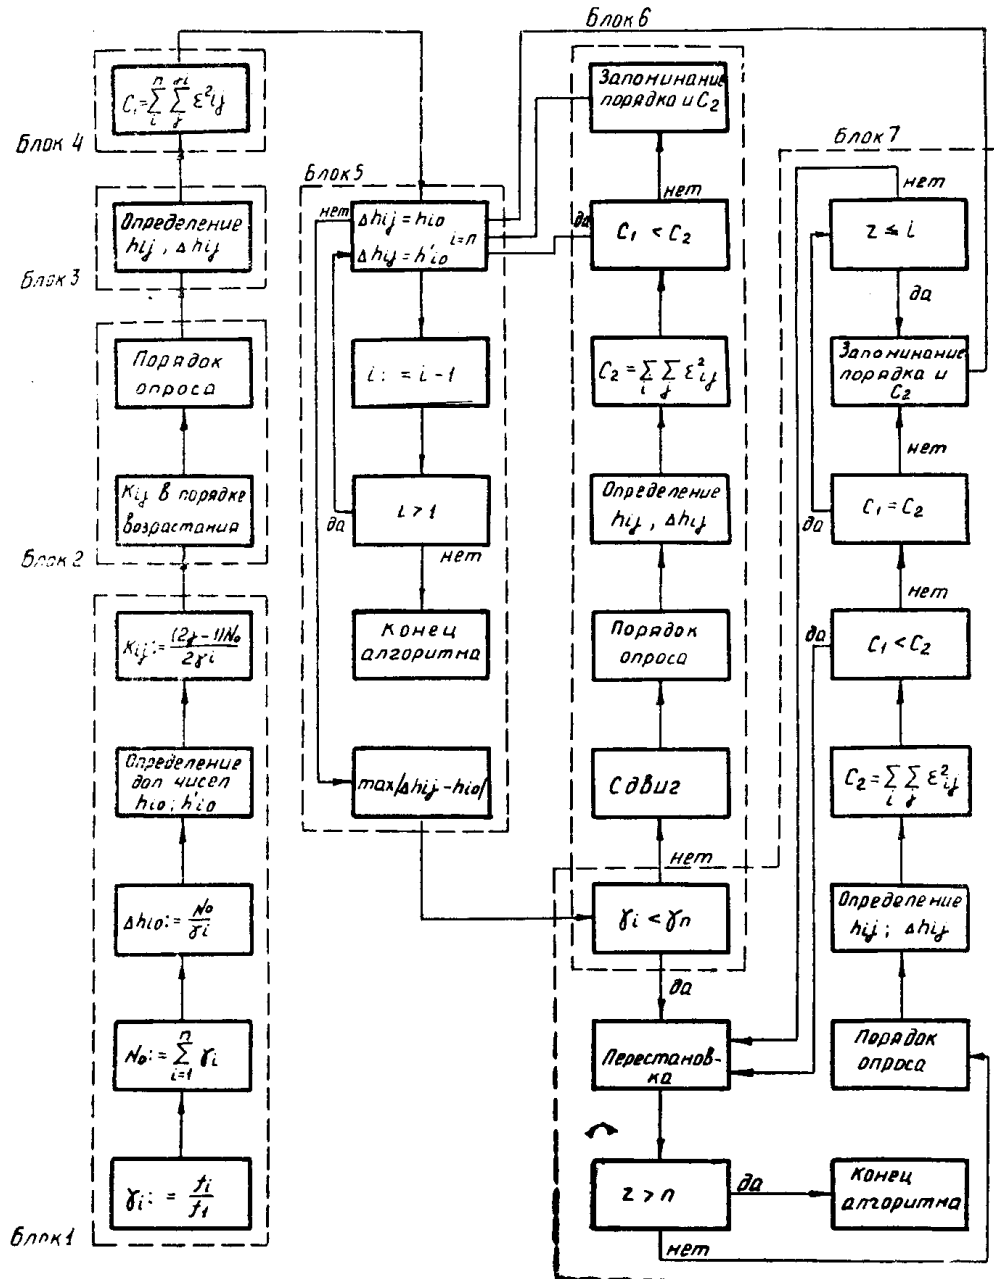 Блок 6
C₁=∑ⁿᵢ ∑^γi_j ε²ij
Блок 4
Запоминание
порядка и C₂
Блок 7
Блок 5
нет
нет
нет
Δhij = hi0
i=n
Δhij = h'i0
да
C₁ < C₂
z ≤ i
Определение
hij, Δhij
Блок 3
да
Порядок
опроса
i: = i-1
C₂ = ∑ᵢ ∑ⱼ ε²ij
Запоминание
порядка и
C₂
нет
Kij в порядке
возрастания
Блок 2
i > 1
да
нет
Определение
hij, Δhij
C₁ = C₂
да
нет
Kij:= (2j-1)N₀
2γi
Конец
алгоритма
Порядок
опроса
да
C₁ < C₂
Определение
доп чисел
hi0; h'i0
max/Δhij - hi0/
Сдвиг
C₂ = ∑ᵢ ∑ⱼ ε²ij
нет
Δhi0:= N₀
γi
γi < γn
Определение
hij; Δhij
да
N₀:= ∑ⁿᵢ₌₁ γi
Перестанов-
ка
Порядок
опроса
γi: = fi
f1
z > n
да
Конец
алгоритма
нет
Блок 1